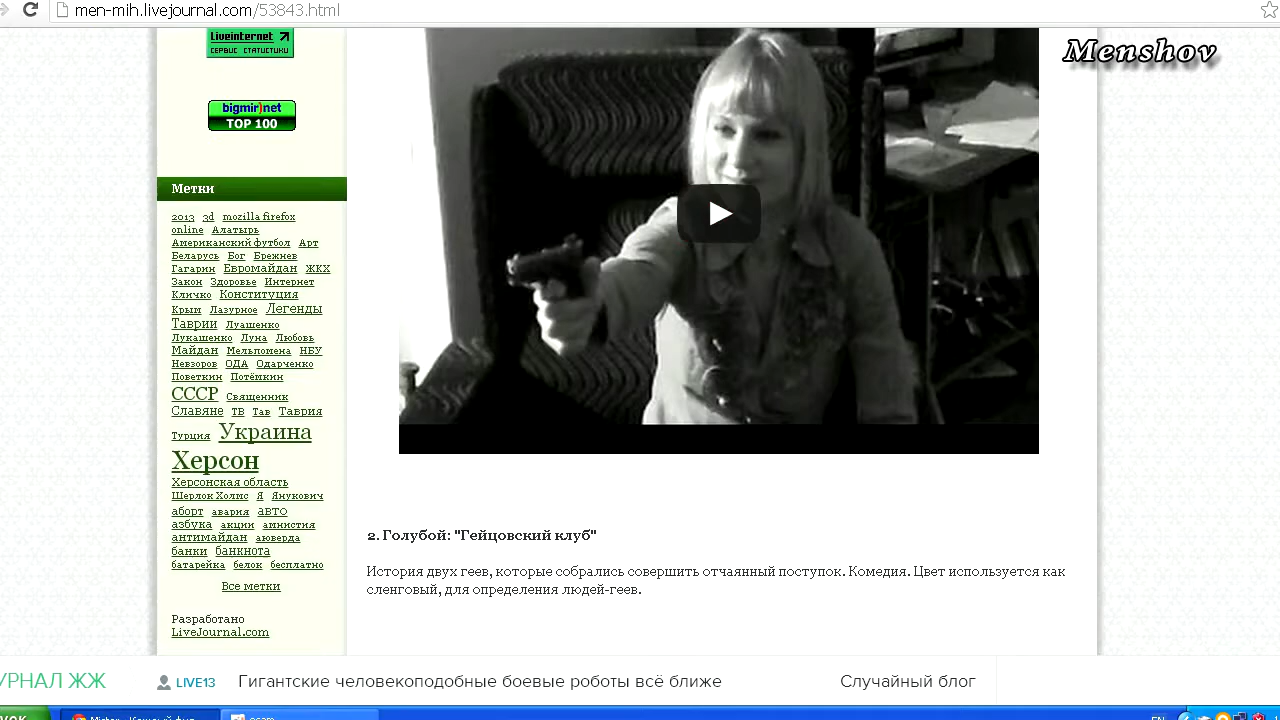 men-mih.livejournal.com/53843.html
Menshov
Liveinternet
СЕРВИС СТАТИСТИКИ
bigmir)net
TOP 100
Метки
2013 3d mozilla firefox
online Алатырь
Американский футбол Арт
Беларусь Бог Брежнев
Гагарин Евромайдан ЖКХ
Закон Здоровье Интернет
Кличко Конституция
Крым Лазурное Легенды
Таврии Луашенко
Лукашенко Луна Любовь
Майдан Мельпомена НБУ
Невзоров ОДА Одарченко
Поветкин Потёмкин
СССР Священник
Славяне ТВ Тав Таврия
Турция Украина
Херсон
Херсонская область
Шерлок Холмс Я Янукович
аборт авария авто
азбука акции амнистия
антимайдан аюверда
банки банкнота
батарейка белок бесплатно
Все метки
Разработано
LiveJournal.com
2. Голубой: "Гейцовский клуб"
История двух геев, которые собрались совершить отчаянный поступок. Комедия. Цвет используется как
сленговый, для определения людей-геев.
УРНАЛ ЖЖ
LIVE13
Гигантские человекоподобные боевые роботы всё ближе
Случайный блог
EN